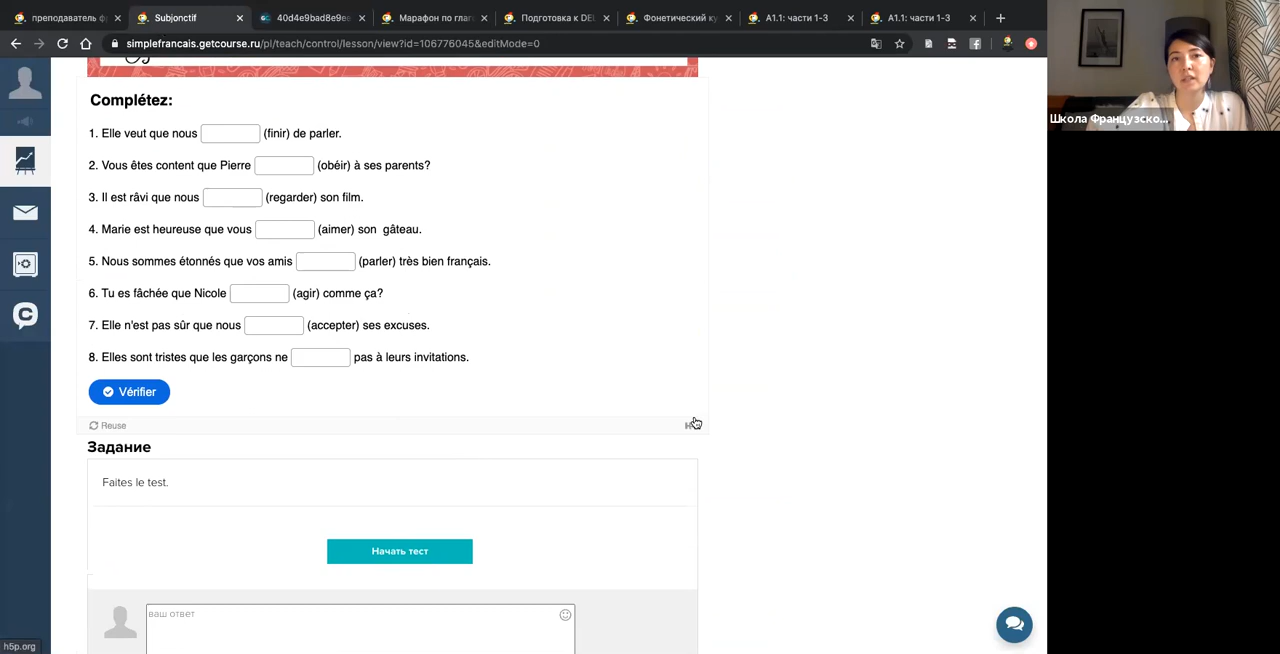 преподаватель ф
Subjonctif
40d4e9bad8e9ee
Марафон по глаг
Подготовка к DEL
Фонетический ку
A1.1: части 1-3
A1.1: части 1-3
simplefrancais.getcourse.ru/pl/teach/control/lesson/view?id=106776045&editMode=0
Школа Французско...
Complétez:
1. Elle veut que nous (finir) de parler.
2. Vous êtes content que Pierre (obéir) à ses parents?
3. Il est râvi que nous (regarder) son film.
4. Marie est heureuse que vous (aimer) son gâteau.
5. Nous sommes étonnés que vos amis (parler) très bien français.
6. Tu es fâchée que Nicole (agir) comme ça?
7. Elle n'est pas sûr que nous (accepter) ses excuses.
8. Elles sont tristes que les garçons ne pas à leurs invitations.
Vérifier
Reuse
Задание
Faites le test.
Начать тест
ваш ответ
h5p.org